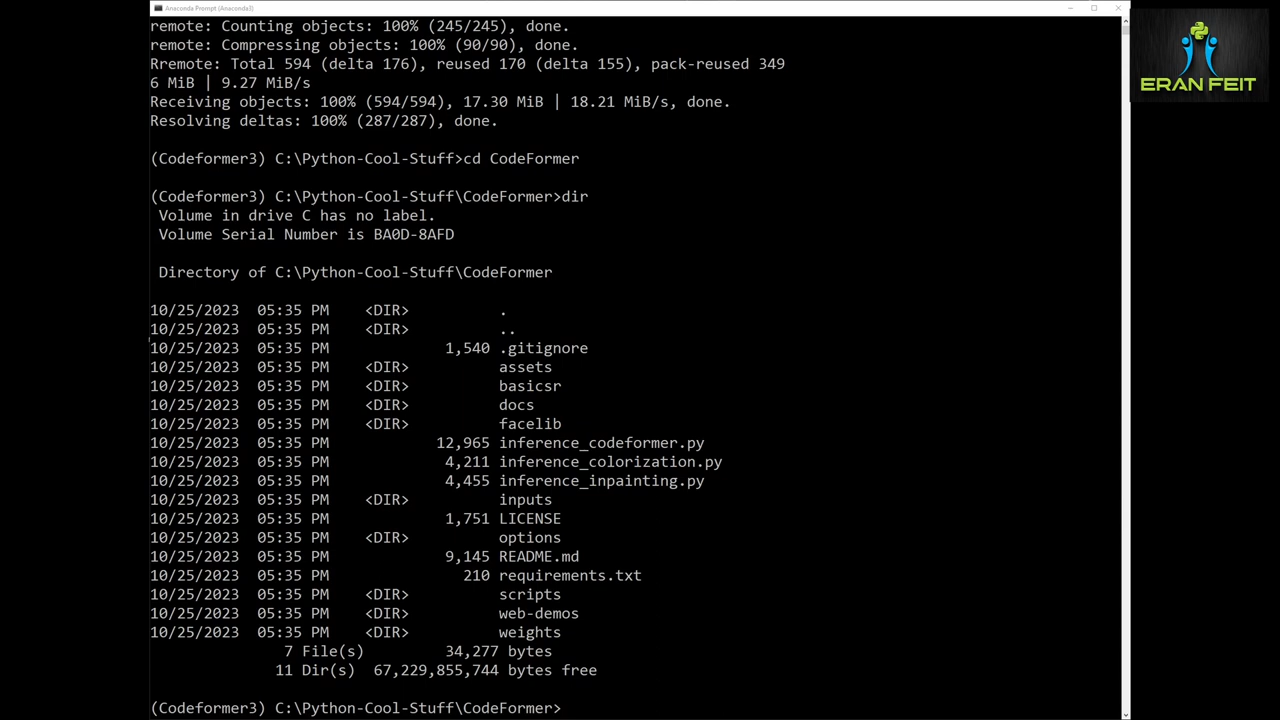 Anaconda Prompt (Anaconda3)
remote: Counting objects: 100% (245/245), done.
remote: Compressing objects: 100% (90/90), done.
Rremote: Total 594 (delta 176), reused 170 (delta 155), pack-reused 349
6 MiB | 9.27 MiB/s
Receiving objects: 100% (594/594), 17.30 MiB | 18.21 MiB/s, done.
Resolving deltas: 100% (287/287), done.
(Codeformer3) C:\Python-Cool-Stuff>cd CodeFormer
(Codeformer3) C:\Python-Cool-Stuff\CodeFormer>dir
Volume in drive C has no label.
Volume Serial Number is BA0D-8AFD
Directory of C:\Python-Cool-Stuff\CodeFormer
10/25/2023 05:35 PM <DIR> .
10/25/2023 05:35 PM <DIR> ..
10/25/2023 05:35 PM 1,540 .gitignore
10/25/2023 05:35 PM <DIR> assets
10/25/2023 05:35 PM <DIR> basicsr
10/25/2023 05:35 PM <DIR> docs
10/25/2023 05:35 PM <DIR> facelib
10/25/2023 05:35 PM 12,965 inference_codeformer.py
10/25/2023 05:35 PM 4,211 inference_colorization.py
10/25/2023 05:35 PM 4,455 inference_inpainting.py
10/25/2023 05:35 PM <DIR> inputs
10/25/2023 05:35 PM 1,751 LICENSE
10/25/2023 05:35 PM <DIR> options
10/25/2023 05:35 PM 9,145 README.md
10/25/2023 05:35 PM 210 requirements.txt
10/25/2023 05:35 PM <DIR> scripts
10/25/2023 05:35 PM <DIR> web-demos
10/25/2023 05:35 PM <DIR> weights
7 File(s) 34,277 bytes
11 Dir(s) 67,229,855,744 bytes free
(Codeformer3) C:\Python-Cool-Stuff\CodeFormer>
ERAN FEIT